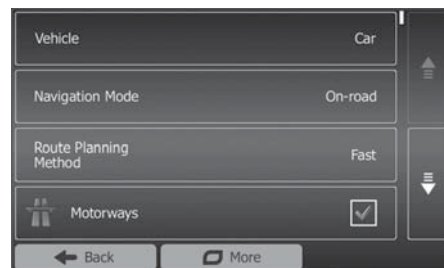 Vehicle Car
Navigation Mode On-road
Route Planning
Method Fast
Motorways
Back More